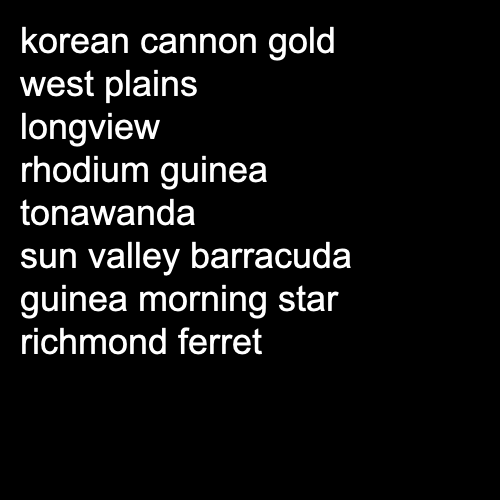 korean cannon gold
west plains
longview
rhodium guinea
tonawanda
sun valley barracuda
guinea morning star
richmond ferret